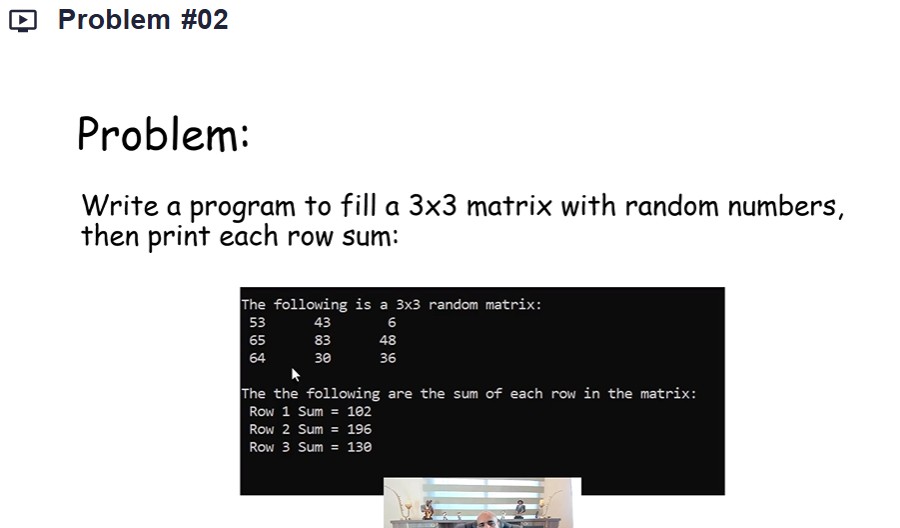 Problem #02
Problem:
Write a program to fill a 3x3 matrix with random numbers,
then print each row sum:
The following is a 3x3 random matrix:
53 43 6
65 83 48
64 30 36
The the following are the sum of each row in the matrix:
Row 1 Sum = 102
Row 2 Sum = 196
Row 3 Sum = 130